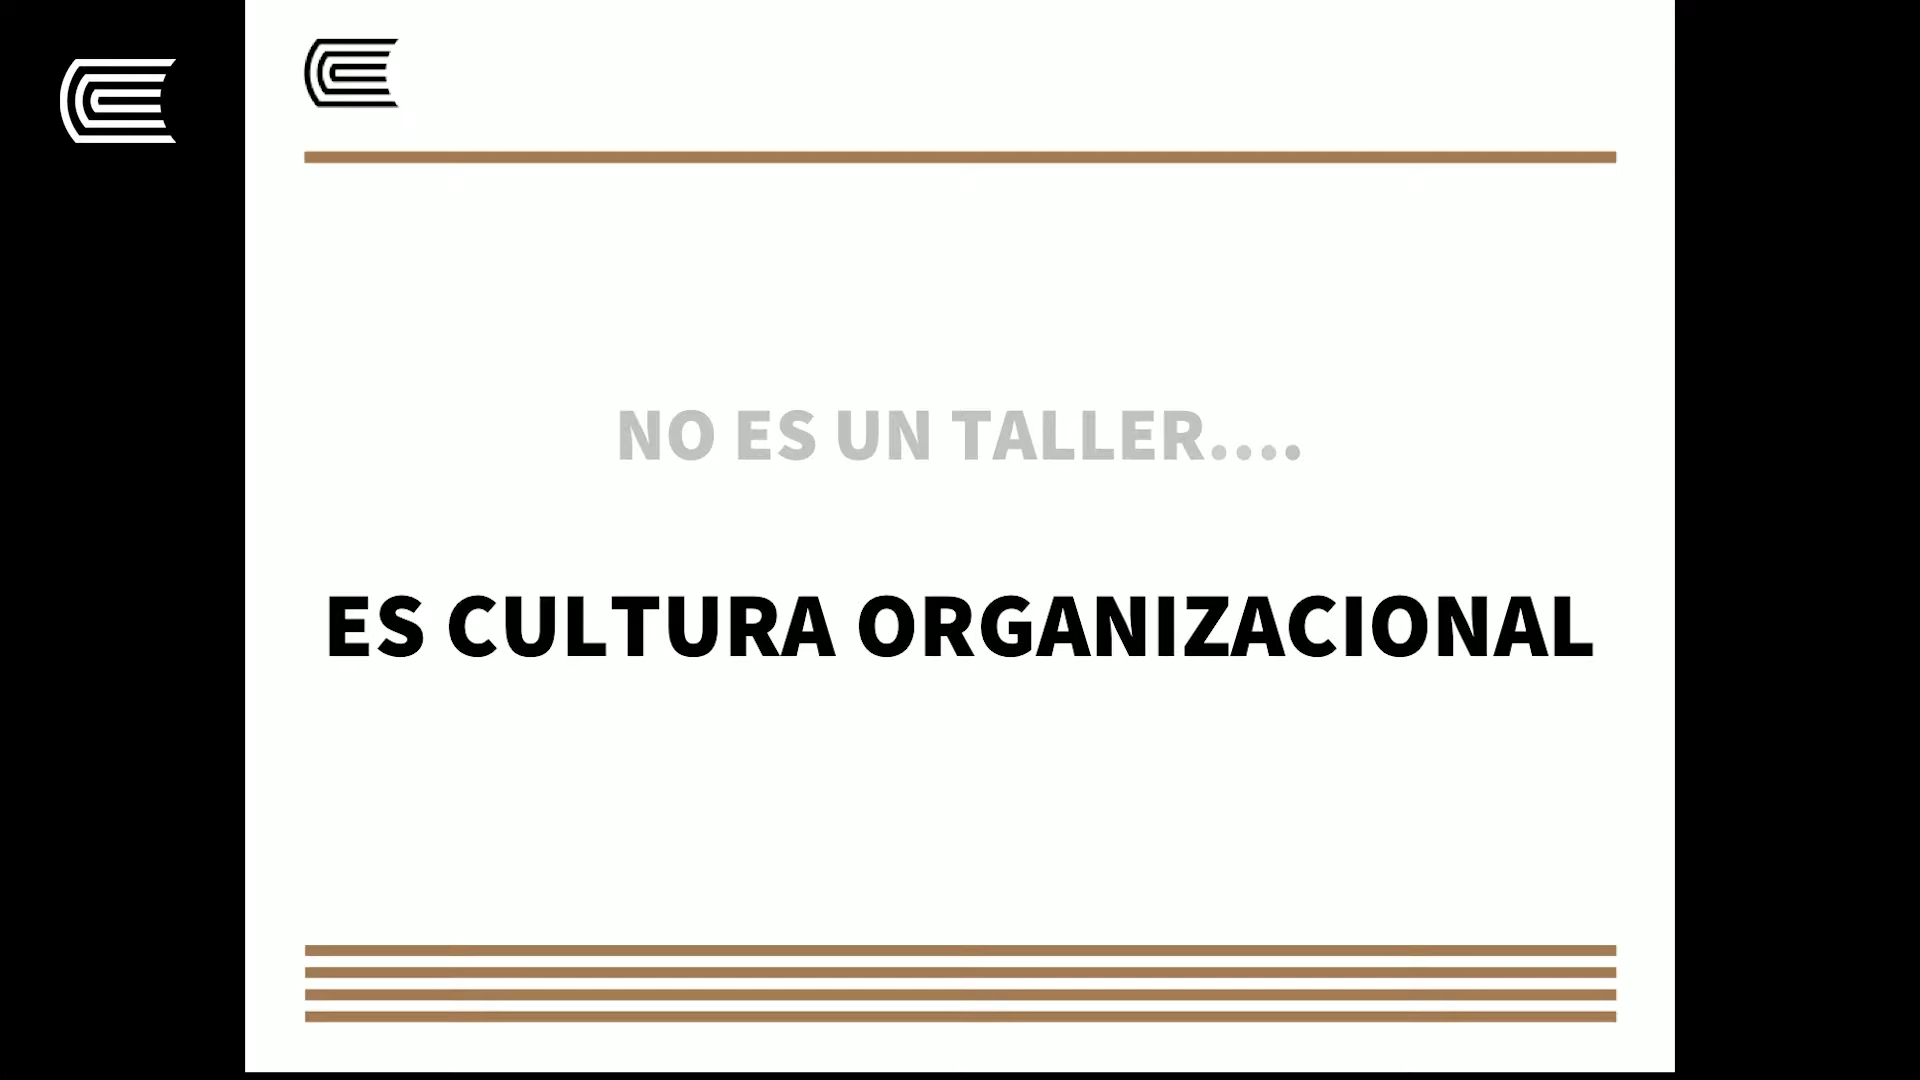 NO ES UN TALLER....
ES CULTURA ORGANIZACIONAL